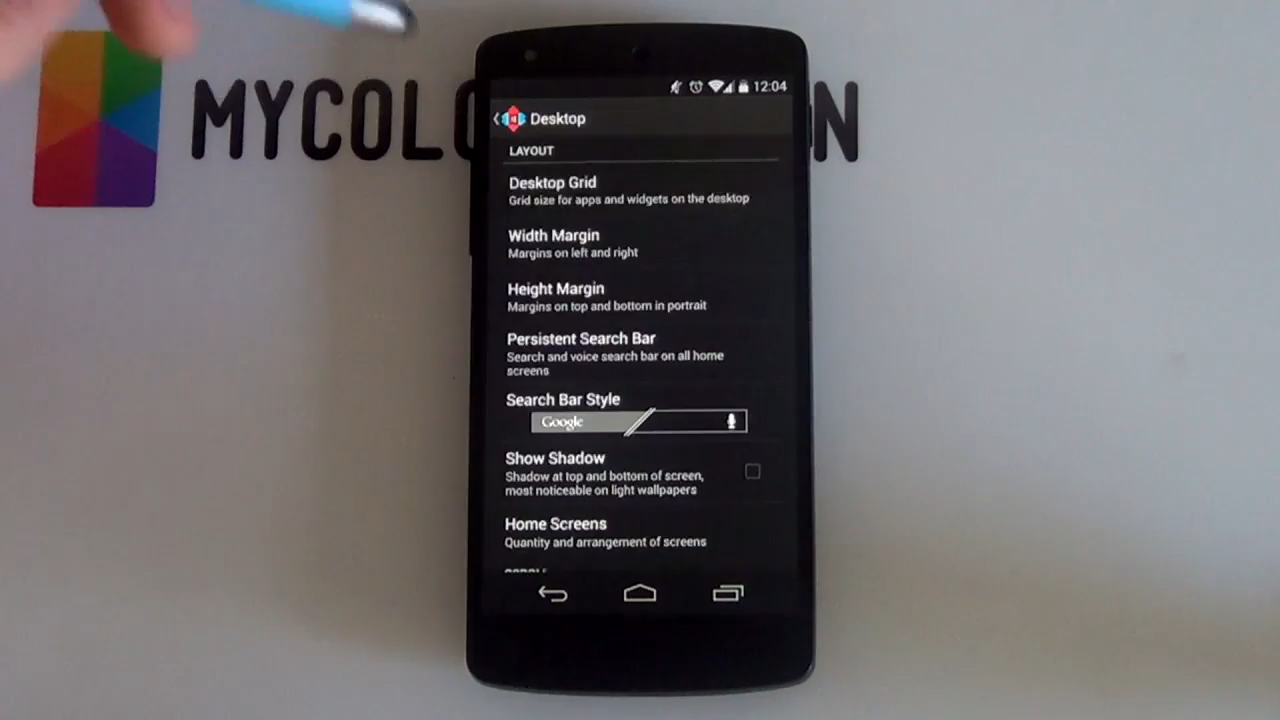 MYCOLO
N
12:04
Desktop
LAYOUT
Desktop Grid
Grid size for apps and widgets on the desktop
Width Margin
Margins on left and right
Height Margin
Margins on top and bottom in portrait
Persistent Search Bar
Search and voice search bar on all home
screens
Search Bar Style
Google
Show Shadow
Shadow at top and bottom of screen,
most noticeable on light wallpapers
Home Screens
Quantity and arrangement of screens